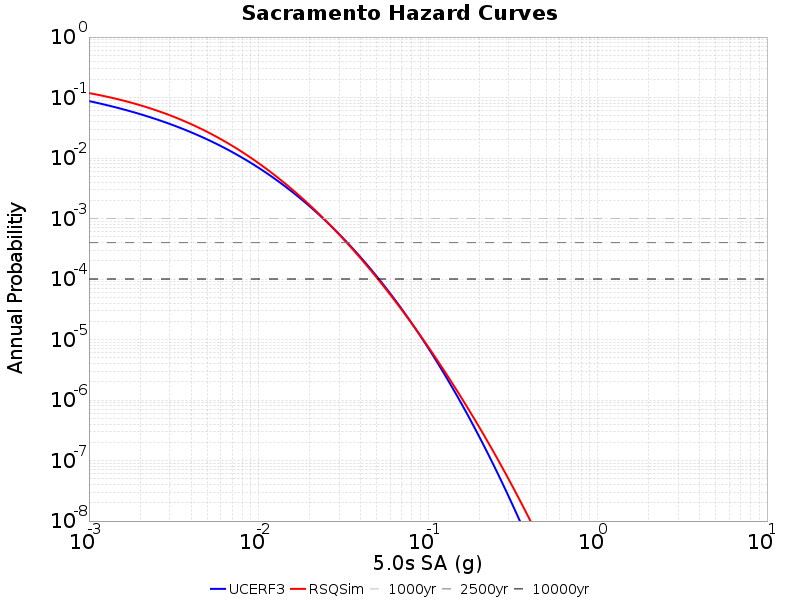 Sacramento Hazard Curves
10^0
10^-1
10^-2
10^-3
10^-4
10^-5
10^-6
10^-7
10^-8
Annual Probabilitiy
10^-3 10^-2 10^-1 10^0 10^1
5.0s SA (g)
UCERF3 RSQSim 1000yr 2500yr 10000yr